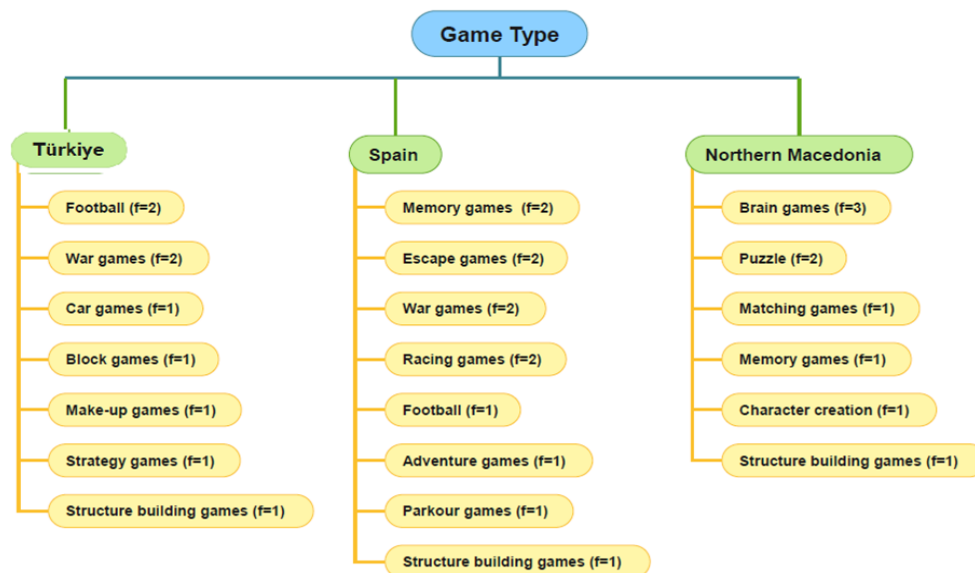 Game Type
Türkiye
Football (f=2)
War games (f=2)
Car games (f=1)
Block games (f=1)
Make-up games (f=1)
Strategy games (f=1)
Structure building games (f=1)
Spain
Memory games (f=2)
Escape games (f=2)
War games (f=2)
Racing games (f=2)
Football (f=1)
Adventure games (f=1)
Parkour games (f=1)
Structure building games (f=1)
Northern Macedonia
Brain games (f=3)
Puzzle (f=2)
Matching games (f=1)
Memory games (f=1)
Character creation (f=1)
Structure building games (f=1)